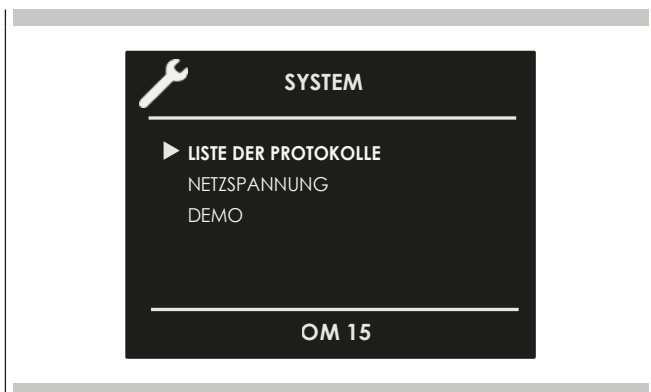 SYSTEM
LISTE DER PROTOKOLLE
NETZSPANNUNG
DEMO
OM 15